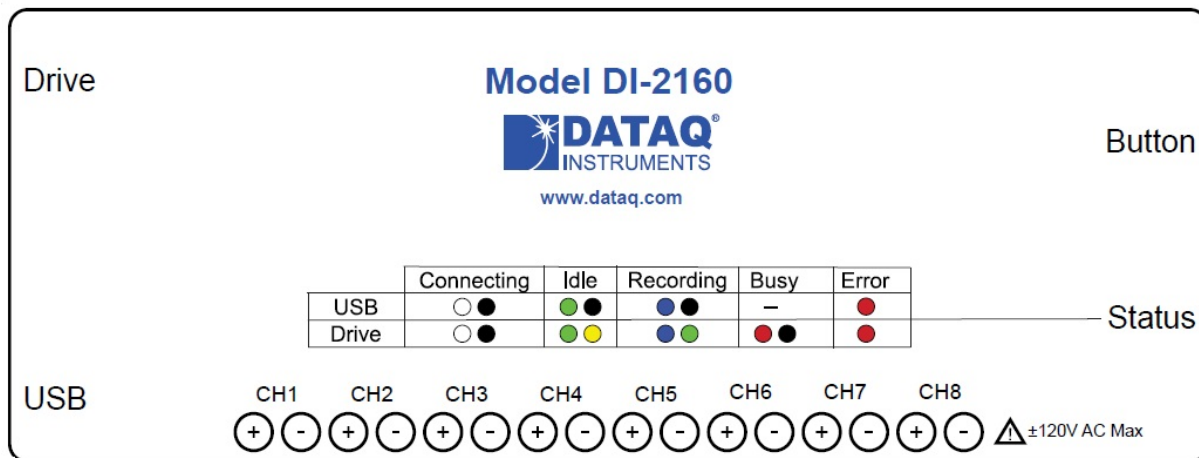 Drive
Model DI-2160
DATAQ®
INSTRUMENTS
www.dataq.com
Button
Connecting Idle Recording Busy Error
USB –
Drive
Status
USB
CH1 CH2 CH3 CH4 CH5 CH6 CH7 CH8
+ - + - + - + - + - + - + - + - ±120V AC Max